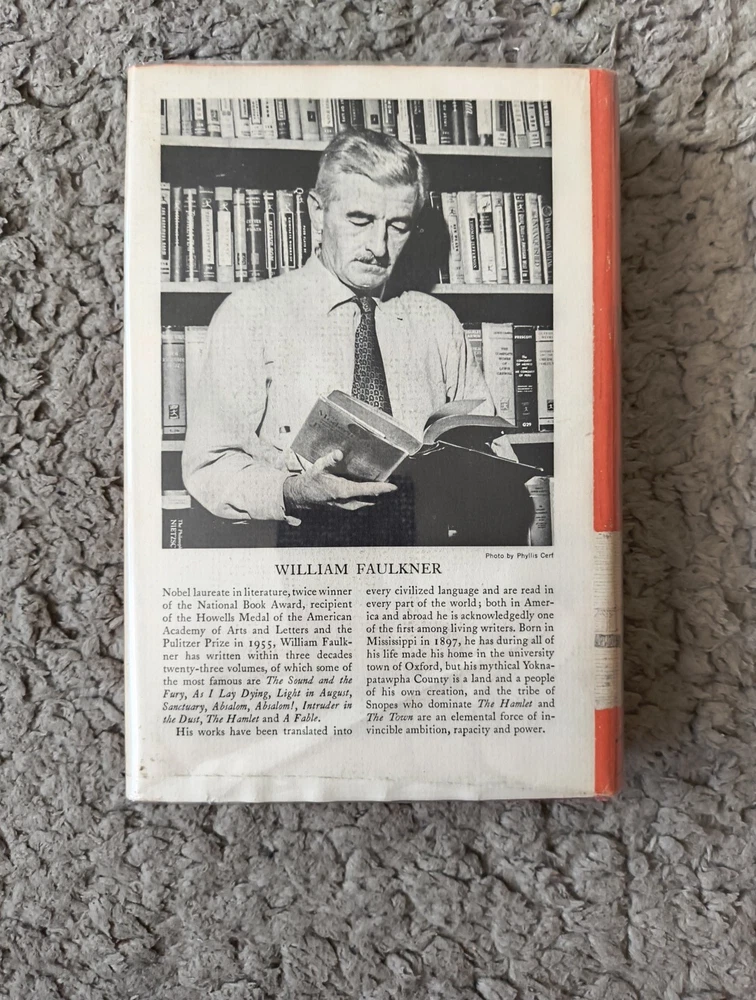 The Philosophy
NIETZSC
Photo by Phyllis Cerf
WILLIAM FAULKNER
Nobel laureate in literature, twice winner
of the National Book Award, recipient
of the Howells Medal of the American
Academy of Arts and Letters and the
Pulitzer Prize in 1955, William Faulk-
ner has written within three decades
twenty-three volumes, of which some of
the most famous are The Sound and the
Fury, As I Lay Dying, Light in August,
Sanctuary, Absalom, Absalom!, Intruder in
the Dust, The Hamlet and A Fable.
His works have been translated into
every civilized language and are read in
every part of the world; both in Amer-
ica and abroad he is acknowledgedly one
of the first among living writers. Born in
Mississippi in 1897, he has during all of
his life made his home in the university
town of Oxford, but his mythical Yokna-
patawpha County is a land and a people
of his own creation, and the tribe of
Snopes who dominate The Hamlet and
The Town are an elemental force of in-
vincible ambition, rapacity and power.